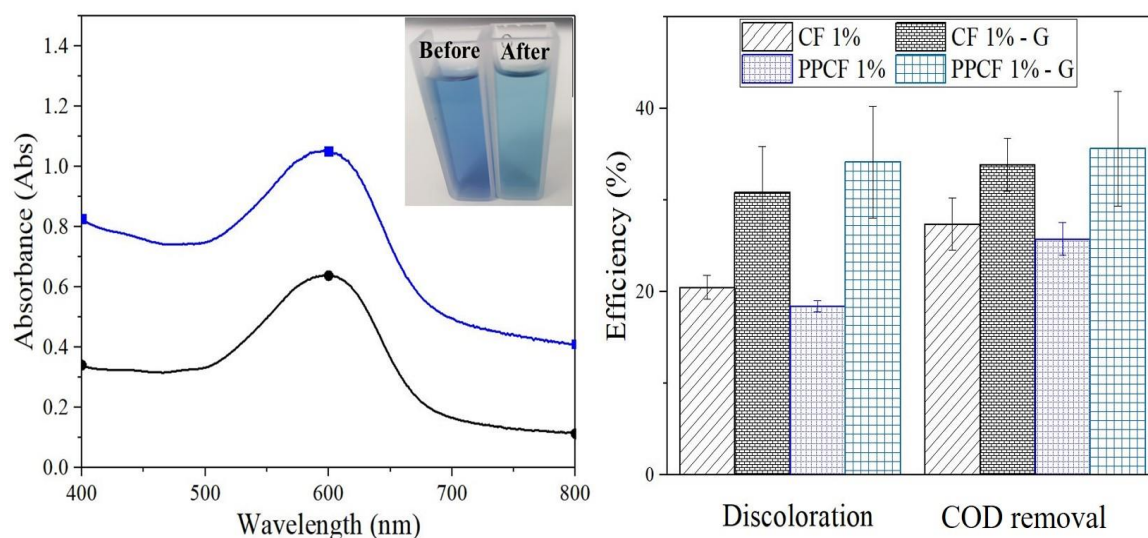 1.4
1.2
1.0
0.8
0.6
0.4
0.2
0.0
Absorbance (Abs)
Before After
400 500 600 700 800
Wavelength (nm)
40
20
0
Efficiency (%)
CF 1% CF 1% - G
PPCF 1% PPCF 1% - G
Discoloration COD removal